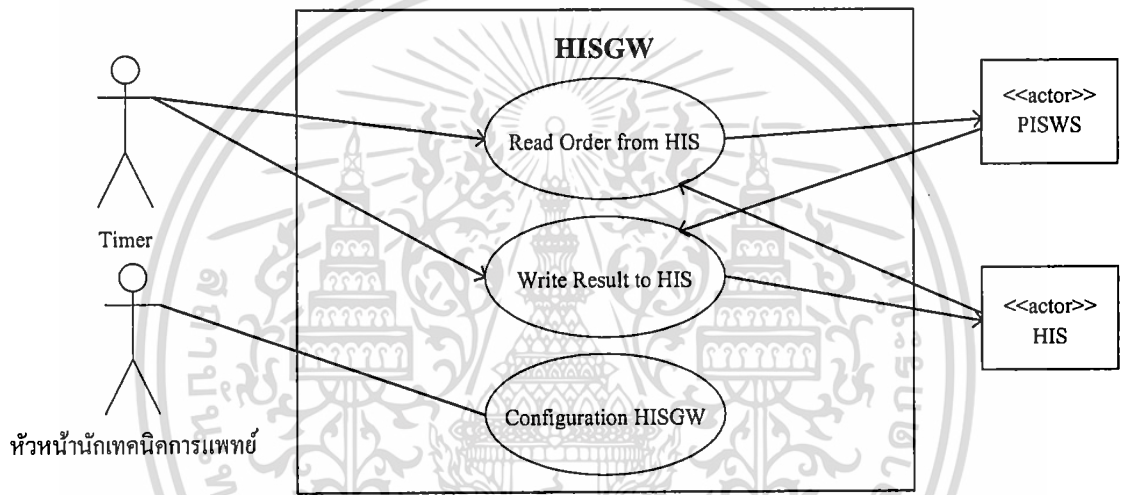 HISGW
<<actor>>
PISWS
Read Order from HIS
Timer
Write Result to HIS
<<actor>>
HIS
Configuration HISGW
หัวหน้านักเทคนิคการแพทย์